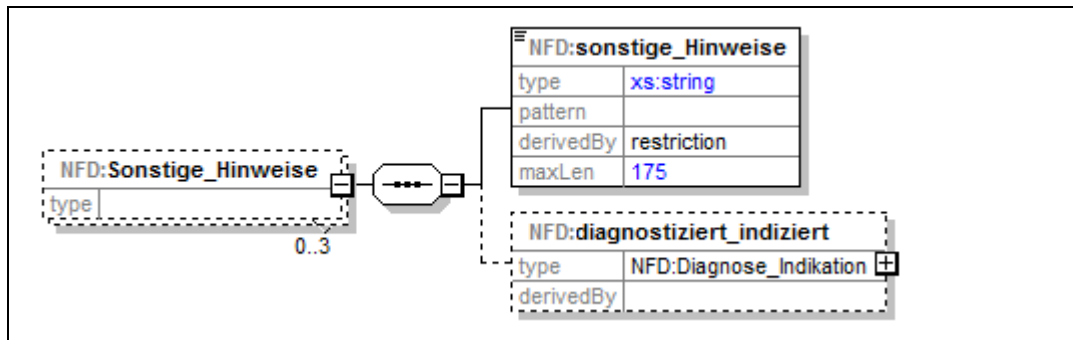 NFD:sonstige_Hinweise
type xs:string
pattern
derivedBy restriction
maxLen 175
NFD:Sonstige_Hinweise
type
0..3
NFD:diagnostiziert_indiziert
type NFD:Diagnose_Indikation
derivedBy